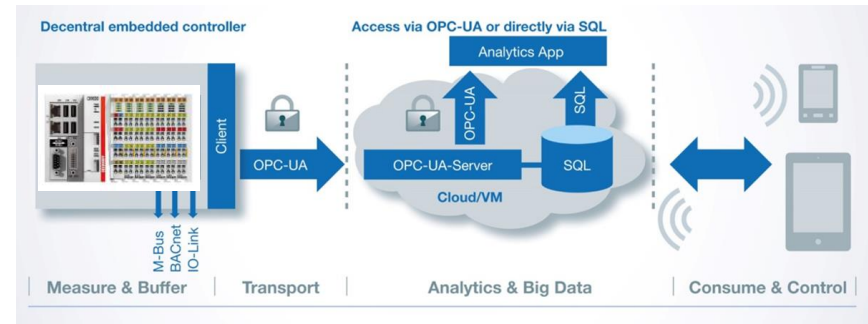 Decentral embedded controller
Access via OPC-UA or directly via SQL
Analytics App
Client
OPC-UA
OPC-UA
SQL
OPC-UA-Server
SQL
Cloud/VM
M-Bus
BACnet
IO-Link
Measure & Buffer
Transport
Analytics & Big Data
Consume & Control